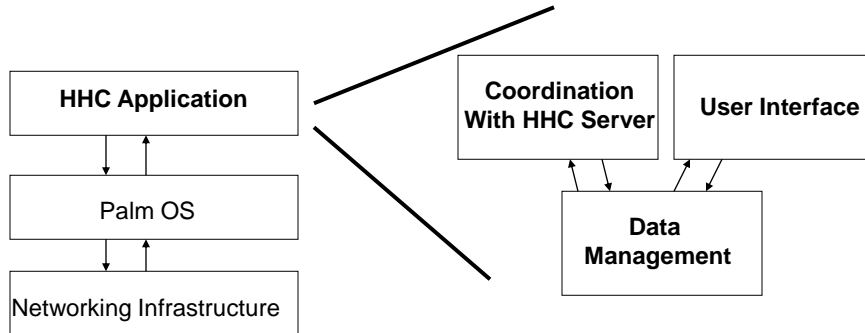 HHC Application
Palm OS
Networking Infrastructure
Coordination
With HHC Server
User Interface
Data
Management